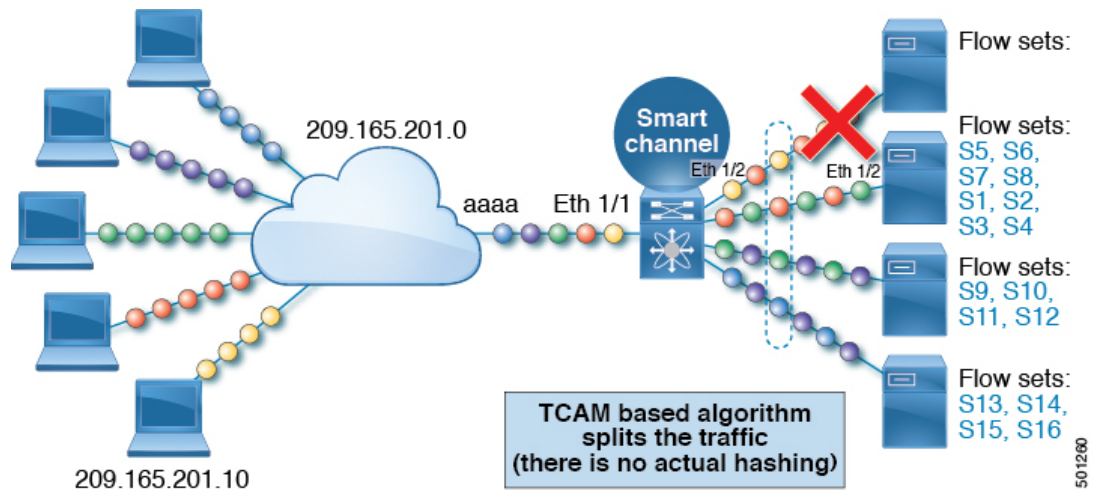 209.165.201.0
aaaa
Eth 1/1
Smart
channel
Eth 1/2
Eth 1/2
Flow sets:
Flow sets:
S5, S6,
S7, S8,
S1, S2,
S3, S4
Flow sets:
S9, S10,
S11, S12
Flow sets:
S13, S14,
S15, S16
TCAM based algorithm
splits the traffic
(there is no actual hashing)
209.165.201.10
501260